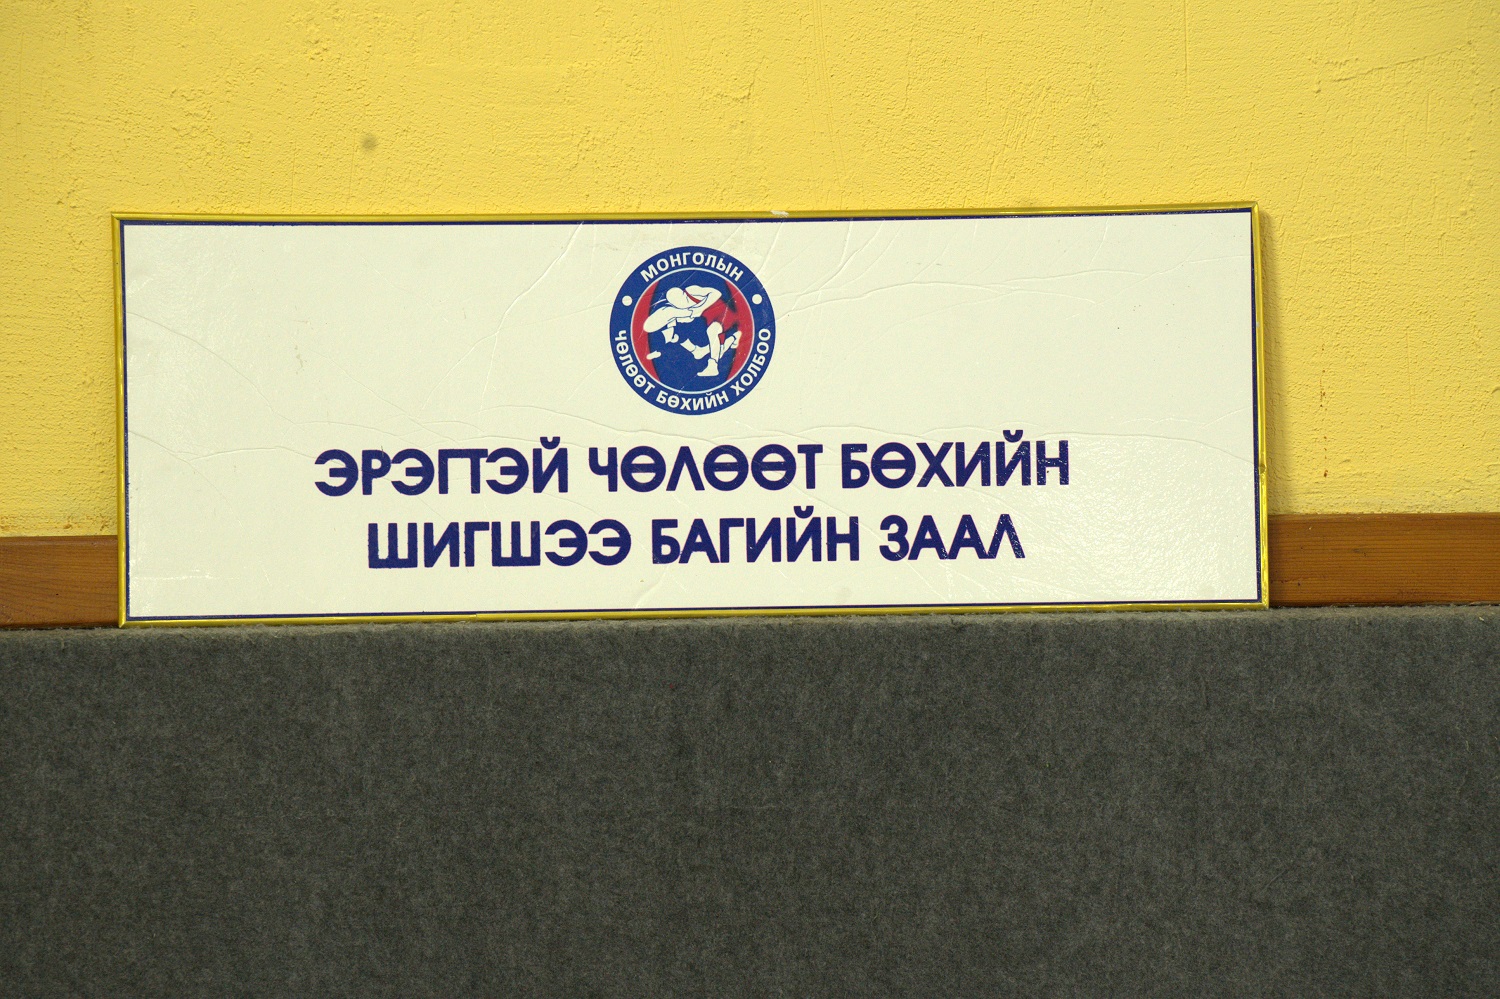 МОНГОЛЫН
ЧӨЛӨӨТ БӨХИЙН ХОЛБОО
ЭРЭГТЭЙ ЧӨЛӨӨТ БӨХИЙН
ШИГШЭЭ БАГИЙН ЗААЛ